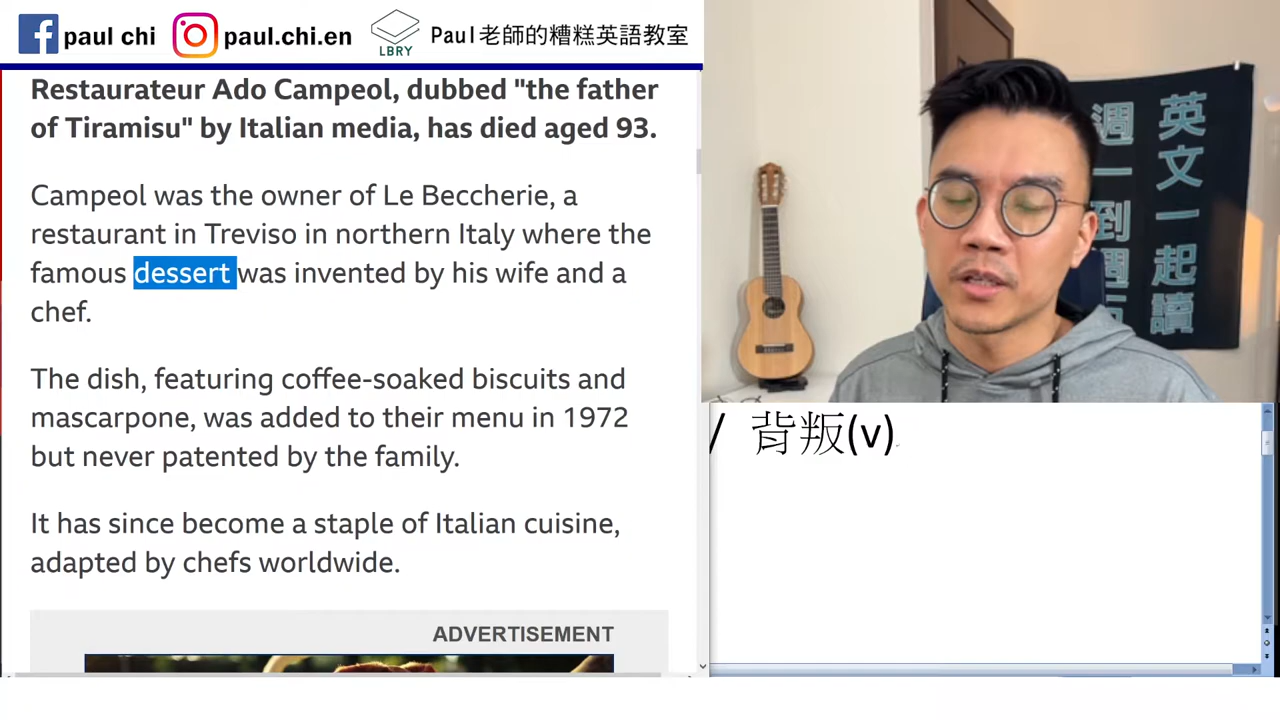 paul chi paul.chi.en LBRY Paul老師的糟糕英語教室
Restaurateur Ado Campeol, dubbed "the father
of Tiramisu" by Italian media, has died aged 93.
Campeol was the owner of Le Beccherie, a
restaurant in Treviso in northern Italy where the
famous dessert was invented by his wife and a
chef.
The dish, featuring coffee-soaked biscuits and
mascarpone, was added to their menu in 1972
but never patented by the family.
It has since become a staple of Italian cuisine,
adapted by chefs worldwide.
ADVERTISEMENT
英文一起讀
週一到週
/ 背叛(v)